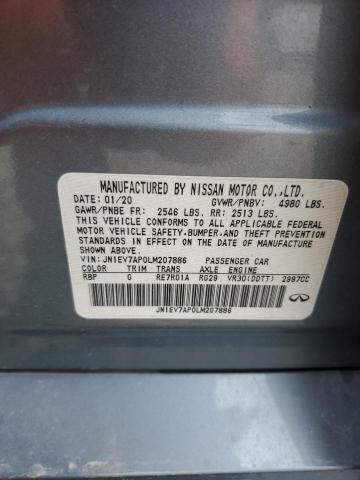 MANUFACTURED BY NISSAN MOTOR CO.,LTD.
DATE: 01/20 GVWR/PNBV: 4980 LBS.
GAWR/PNBE FR: 2546 LBS. RR: 2513 LBS.
THIS VEHICLE CONFORMS TO ALL APPLICABLE FEDERAL
MOTOR VEHICLE SAFETY,BUMPER,AND THEFT PREVENTION
STANDARDS IN EFFECT ON THE DATE OF MANUFACTURE
SHOWN ABOVE.
VIN: JN1EV7AP0LM207886 PASSENGER CAR
COLOR TRIM TRANS AXLE ENGINE
RBP G RE7R01A RG29 VR30(DDTT) 2997CC
JN1EV7AP0LM207886
INFINITI